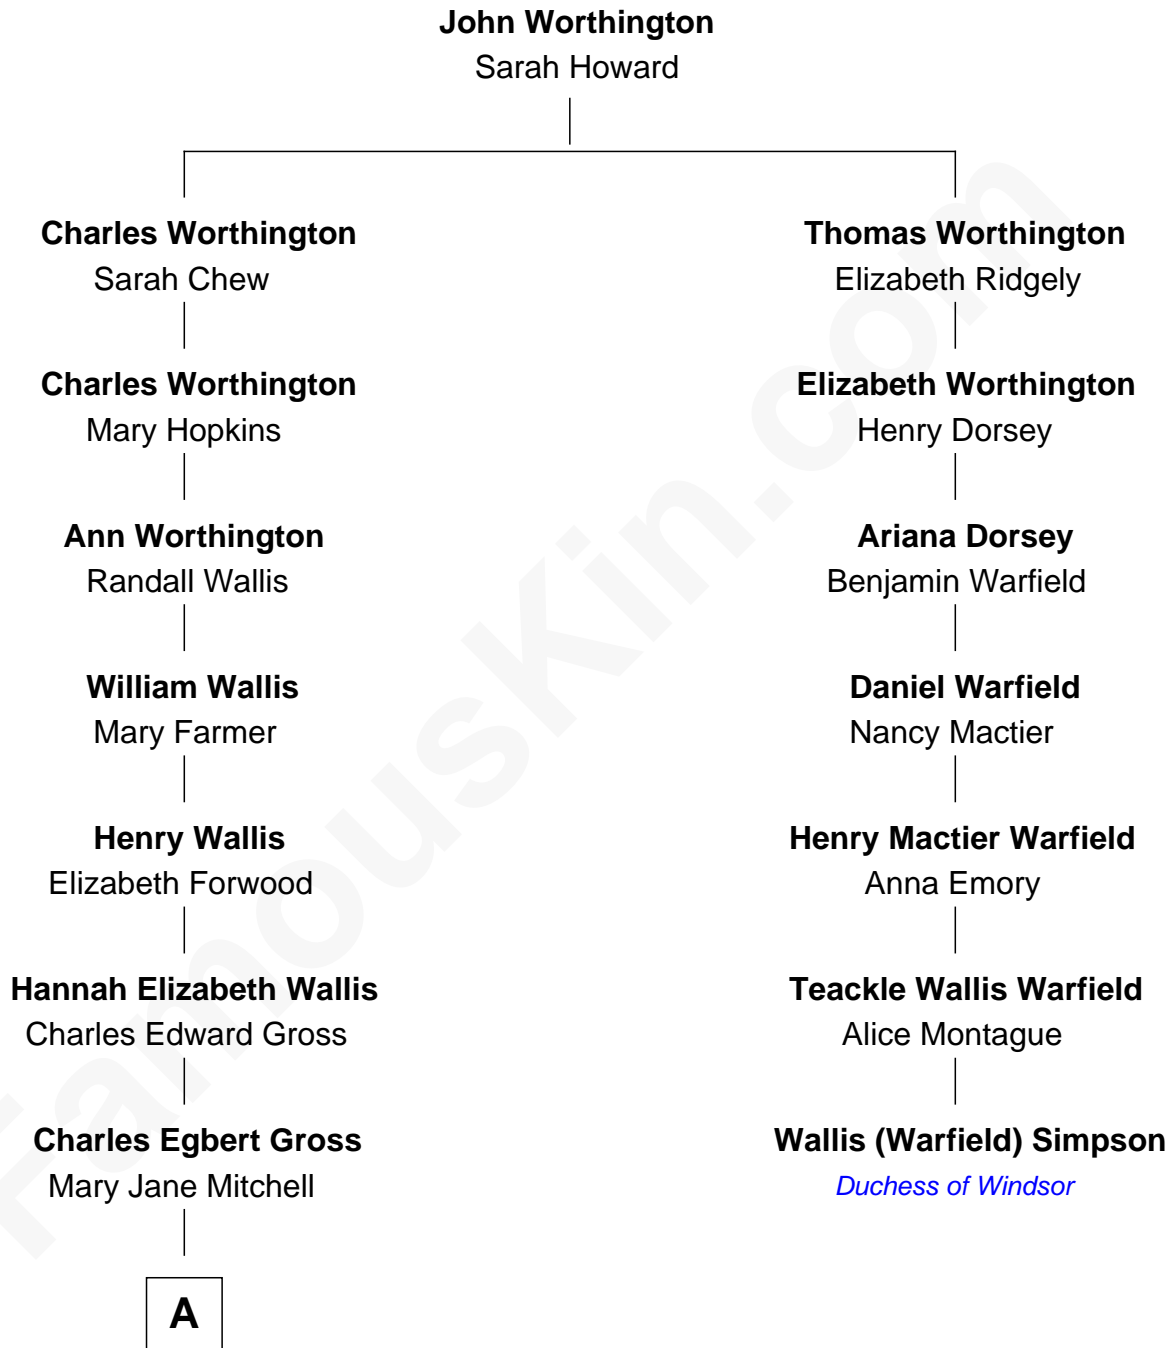 John Worthington
Sarah Howard
Charles Worthington
Sarah Chew
Thomas Worthington
Elizabeth Ridgely
Charles Worthington
Mary Hopkins
Elizabeth Worthington
Henry Dorsey
Ann Worthington
Randall Wallis
Ariana Dorsey
Benjamin Warfield
William Wallis
Mary Farmer
Daniel Warfield
Nancy Mactier
Henry Wallis
Elizabeth Forwood
Henry Mactier Warfield
Anna Emory
Hannah Elizabeth Wallis
Charles Edward Gross
Teackle Wallis Warfield
Alice Montague
Charles Egbert Gross
Mary Jane Mitchell
Wallis (Warfield) Simpson
Duchess of Windsor
A
FamousKin.com